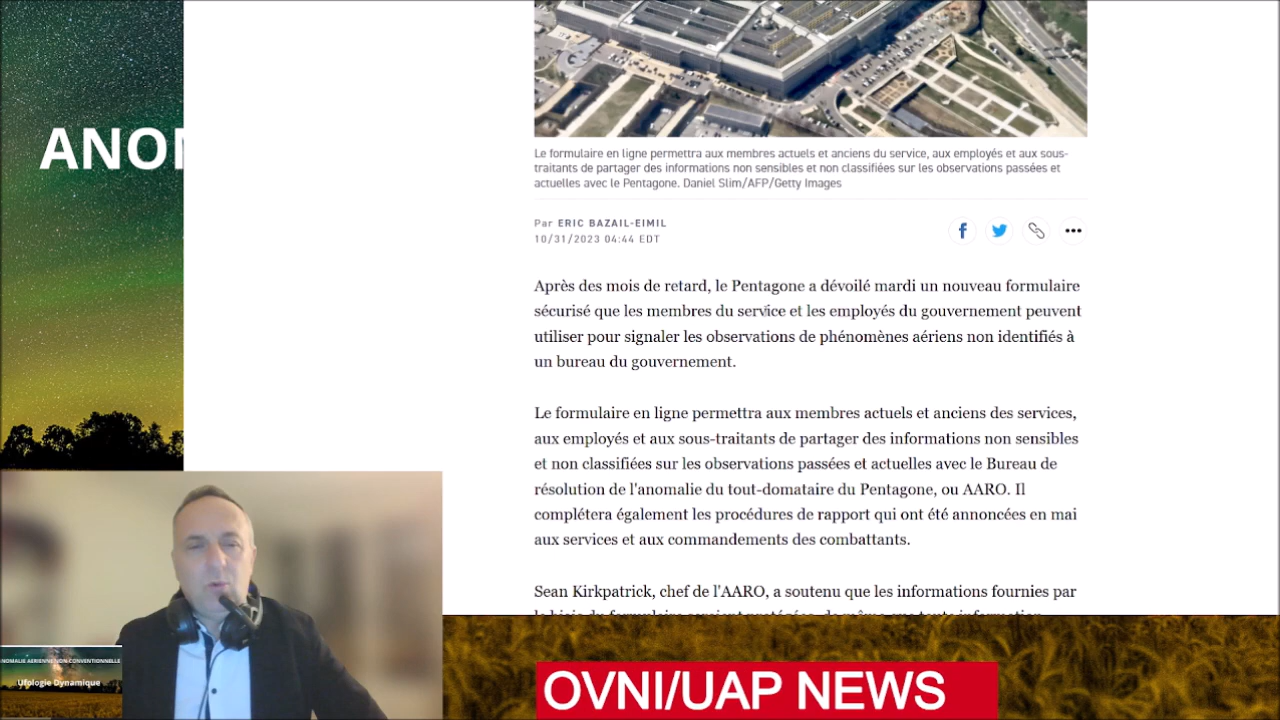 ANO
Le formulaire en ligne permettra aux membres actuels et anciens du service, aux employés et aux sous-
traitants de partager des informations non sensibles et non classifiées sur les observations passées et
actuelles avec le Pentagone. Daniel Slim/AFP/Getty Images
Par ERIC BAZAIL-EIMIL
10/31/2023 04:44 EDT
Après des mois de retard, le Pentagone a dévoilé mardi un nouveau formulaire
sécurisé que les membres du service et les employés du gouvernement peuvent
utiliser pour signaler les observations de phénomènes aériens non identifiés à
un bureau du gouvernement.
Le formulaire en ligne permettra aux membres actuels et anciens des services,
aux employés et aux sous-traitants de partager des informations non sensibles
et non classifiées sur les observations passées et actuelles avec le Bureau de
résolution de l'anomalie du tout-domataire du Pentagone, ou AARO. Il
complétera également les procédures de rapport qui ont été annoncées en mai
aux services et aux commandements des combattants.
Sean Kirkpatrick, chef de l'AARO, a soutenu que les informations fournies par
NOMALIE AERIENNE NON-CONVENTIONNELLE
Ufologie Dynamique
OVNI/UAP NEWS